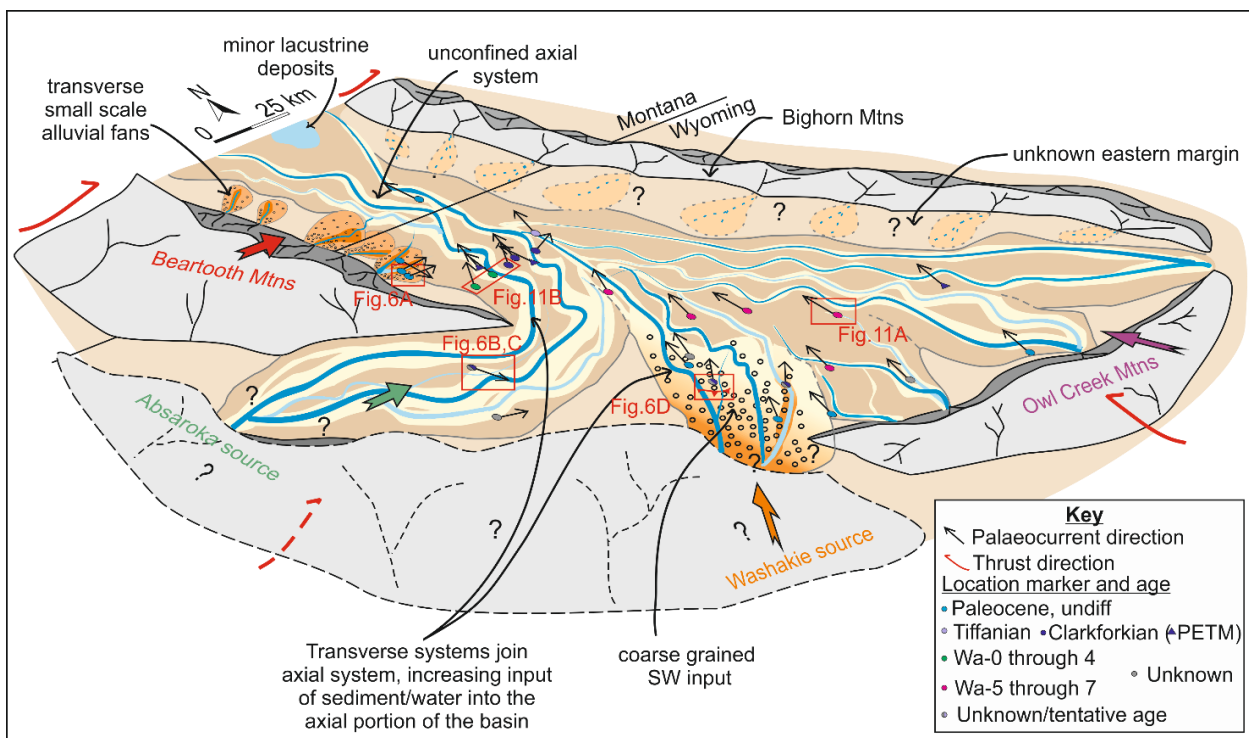 minor lacustrine
deposits
unconfined axial
system
transverse
small scale
alluvial fans
N
0 25 km
Montana
Wyoming
Bighorn Mtns
unknown eastern margin
?
?
?
Beartooth Mtns
Fig.6A
Fig.11B
Fig.11A
Fig.6B,C
Fig.6D
?
?
?
Absaroka source
Owl Creek Mtns
?
?
?
?
?
Washakie source
Transverse systems join
axial system, increasing input
of sediment/water into the
axial portion of the basin
coarse grained
SW input
Key
Palaeocurrent direction
Thrust direction
Location marker and age
Paleocene, undiff
Tiffanian Clarkforkian (PETM)
Wa-0 through 4
Unknown
Wa-5 through 7
Unknown/tentative age